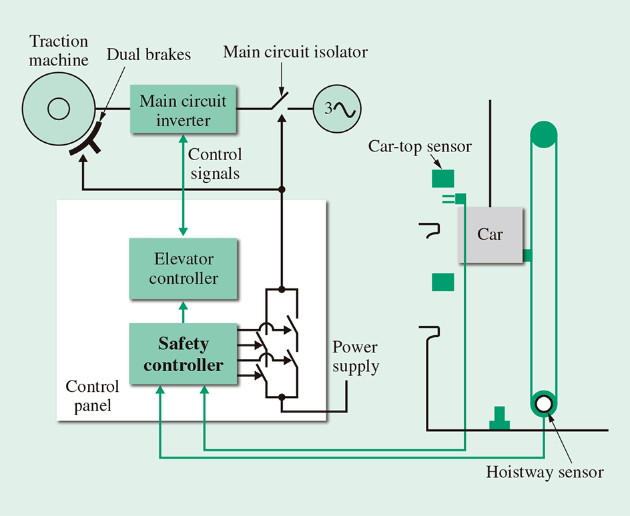 Traction
machine
Dual brakes
Main circuit isolator
Main circuit
inverter
3
Control
signals
Car-top sensor
Car
Elevator
controller
Safety
controller
Power
supply
Control
panel
Hoistway sensor